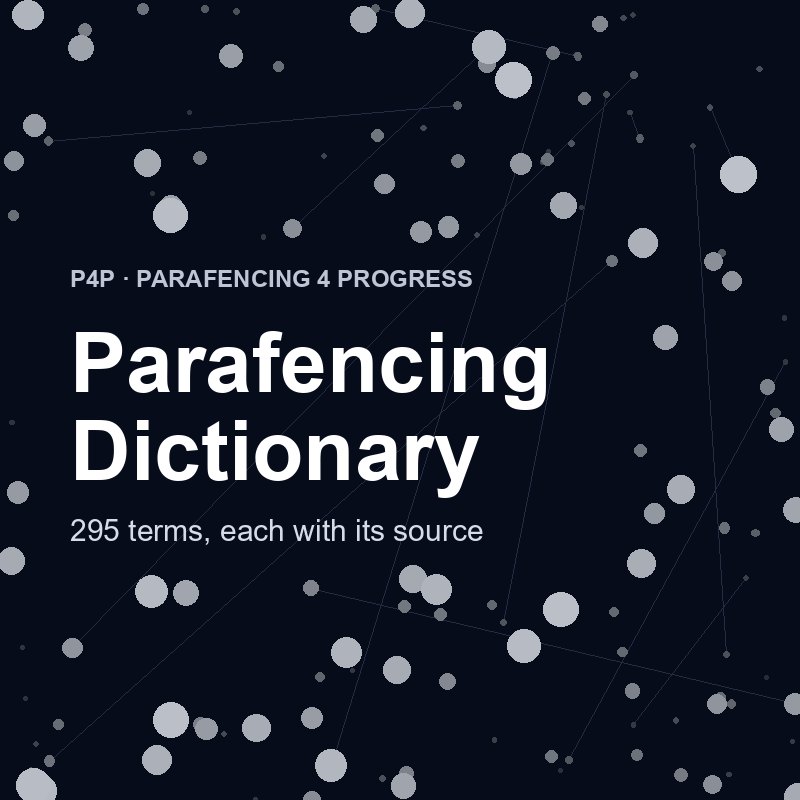 P4P · PARAFENCING 4 PROGRESS
Parafencing
Dictionary
295 terms, each with its source